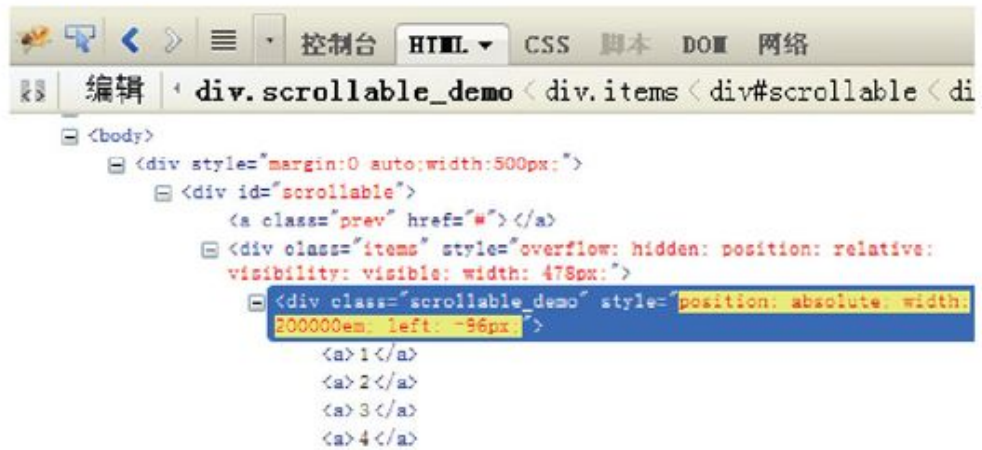 控制台 HTML CSS 脚本 DOM 网络
编辑 div.scrollable_demo < div.items < div#scrollable < di
<body>
<div style="margin:0 auto;width:500px;">
<div id="scrollable">
<a class="prev" href="#"></a>
<div class="items" style="overflow: hidden; position: relative;
visibility: visible; width: 478px;">
<div class="scrollable_demo" style="position: absolute; width:
200000em; left: -96px;">
<a>1</a>
<a>2</a>
<a>3</a>
<a>4</a>